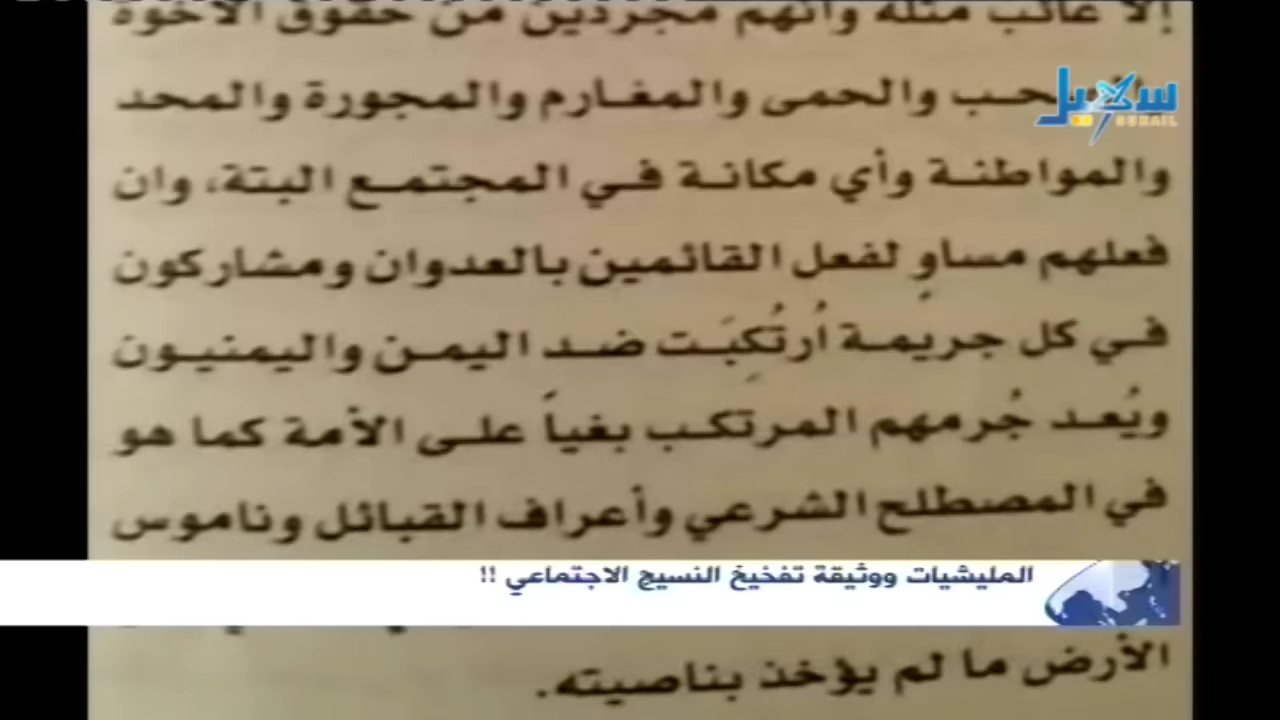 إلا عائب مثله وأنهم مجردين من حقوق الأخوة
والحمى والمغارم والمجورة والمحد
سهيل
SUHAIL
والمواطنة وأي مكانة في المجتمع البتة، وان
فعلهم مساوٍ لفعل القائمين بالعدوان ومشاركون
في كل جريمة اُرتُكِبَت ضد اليمن واليمنيون
ويُعد جُرمهم المرتكب بغياً على الأمة كما هو
في المصطلح الشرعي وأعراف القبائل وناموس
المليشيات ووثيقة تفخيخ النسيج الاجتماعي !!
الأرض ما لم يؤخذ بناصيته.